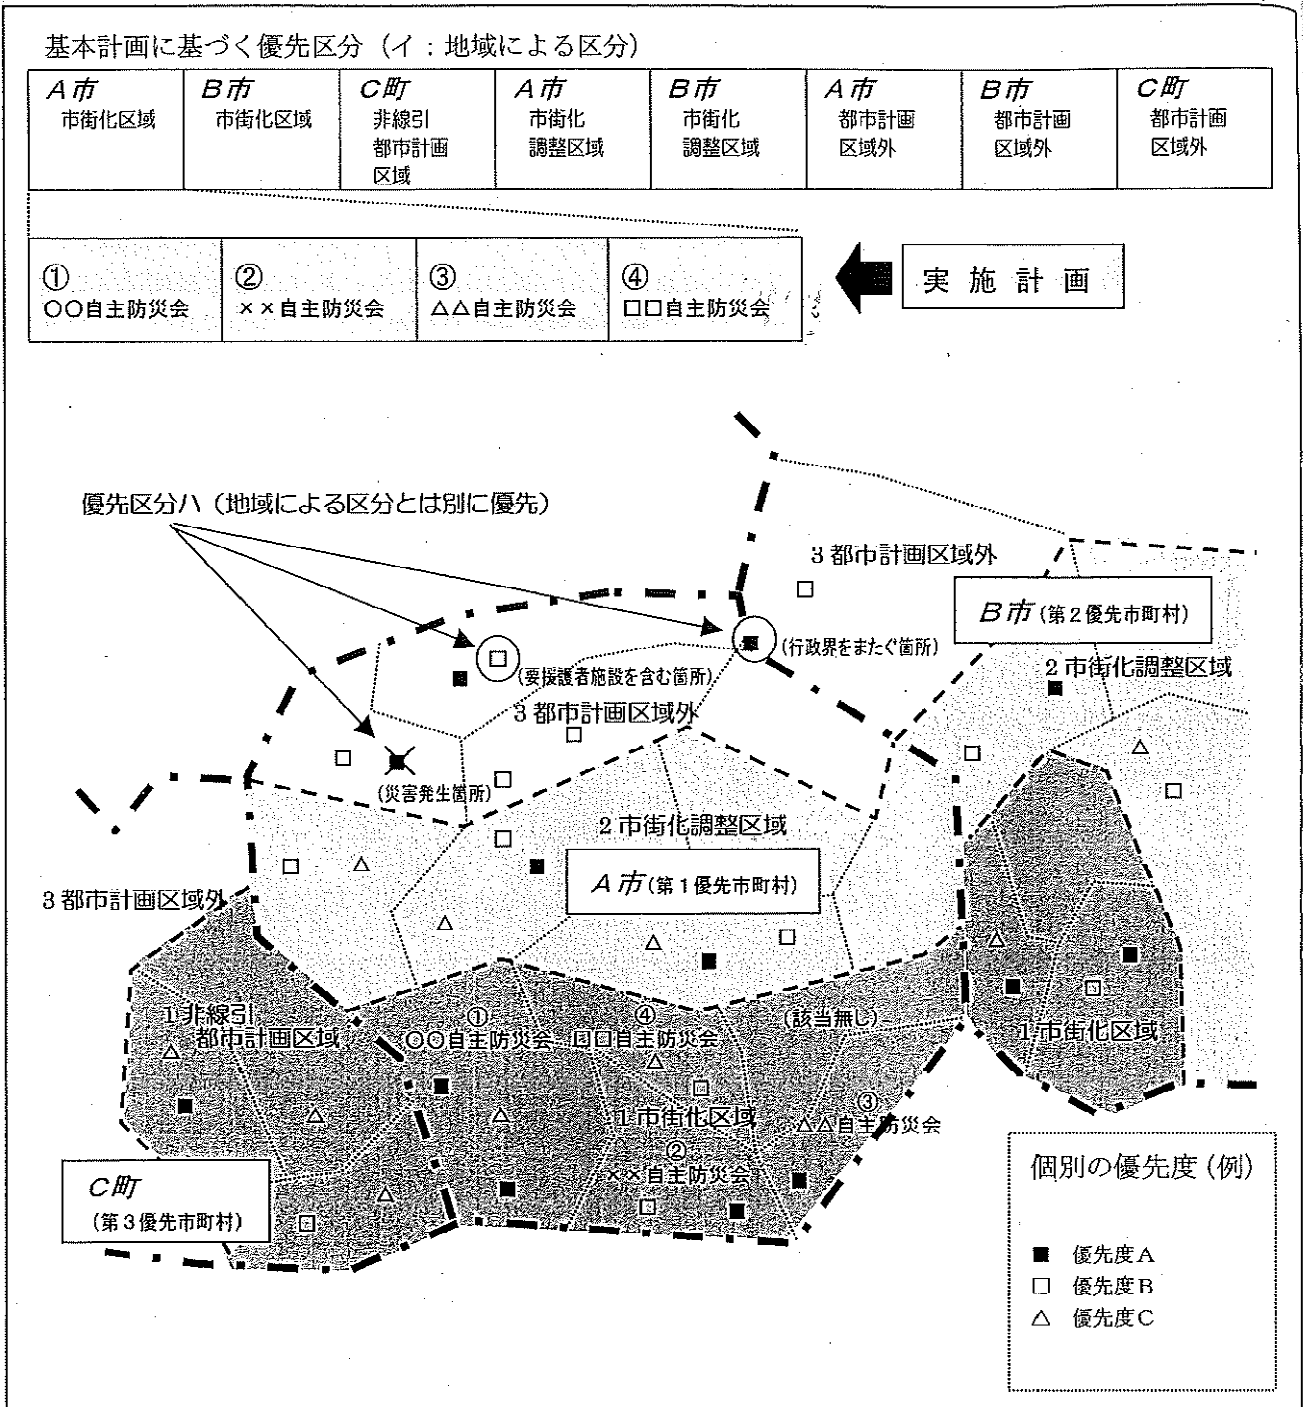 基本計画に基づく優先区分（イ：地域による区分）
A市
市街化区域
B市
市街化区域
C町
非線引
都市計画
区域
A市
市街化
調整区域
B市
市街化
調整区域
A市
都市計画
区域外
B市
都市計画
区域外
C町
都市計画
区域外
①
○○自主防災会
②
××自主防災会
③
△△自主防災会
④
□□自主防災会
実施計画
優先区分ハ（地域による区分とは別に優先）
3都市計画区域外
B市(第2優先市町村)
(行政界をまたぐ箇所)
2市街化調整区域
(要援護者施設を含む箇所)
3都市計画区域外
(災害発生箇所)
2市街化調整区域
A市(第1優先市町村)
3都市計画区域外
1非線引
都市計画区域
①
○○自主防災会
④
□□自主防災会
(該当無し)
1市街化区域
1市街化区域
③
△△自主防災会
②
××自主防災会
C町
(第3優先市町村)
個別の優先度(例)
■ 優先度A
□ 優先度B
△ 優先度C